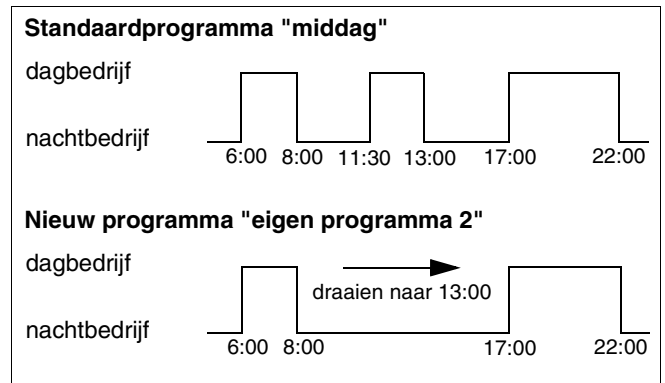 Standaardprogramma "middag"
dagbedrijf
nachtbedrijf
6:00 8:00 11:30 13:00 17:00 22:00
Nieuw programma "eigen programma 2"
dagbedrijf
draaien naar 13:00
nachtbedrijf
6:00 8:00 17:00 22:00